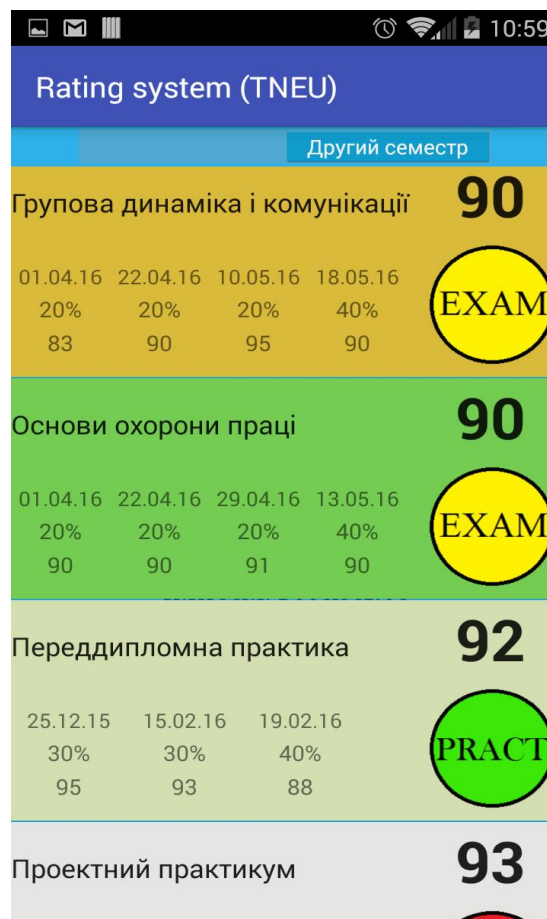 10:59
Rating system (TNEU)
Другий семестр
Групова динаміка і комунікації 90
01.04.16 22.04.16 10.05.16 18.05.16
20% 20% 20% 40%
83 90 95 90
EXAM
Основи охорони праці 90
01.04.16 22.04.16 29.04.16 13.05.16
20% 20% 20% 40%
90 90 91 90
EXAM
Переддипломна практика 92
25.12.15 15.02.16 19.02.16
30% 30% 40%
95 93 88
PRACT
Проектний практикум 93